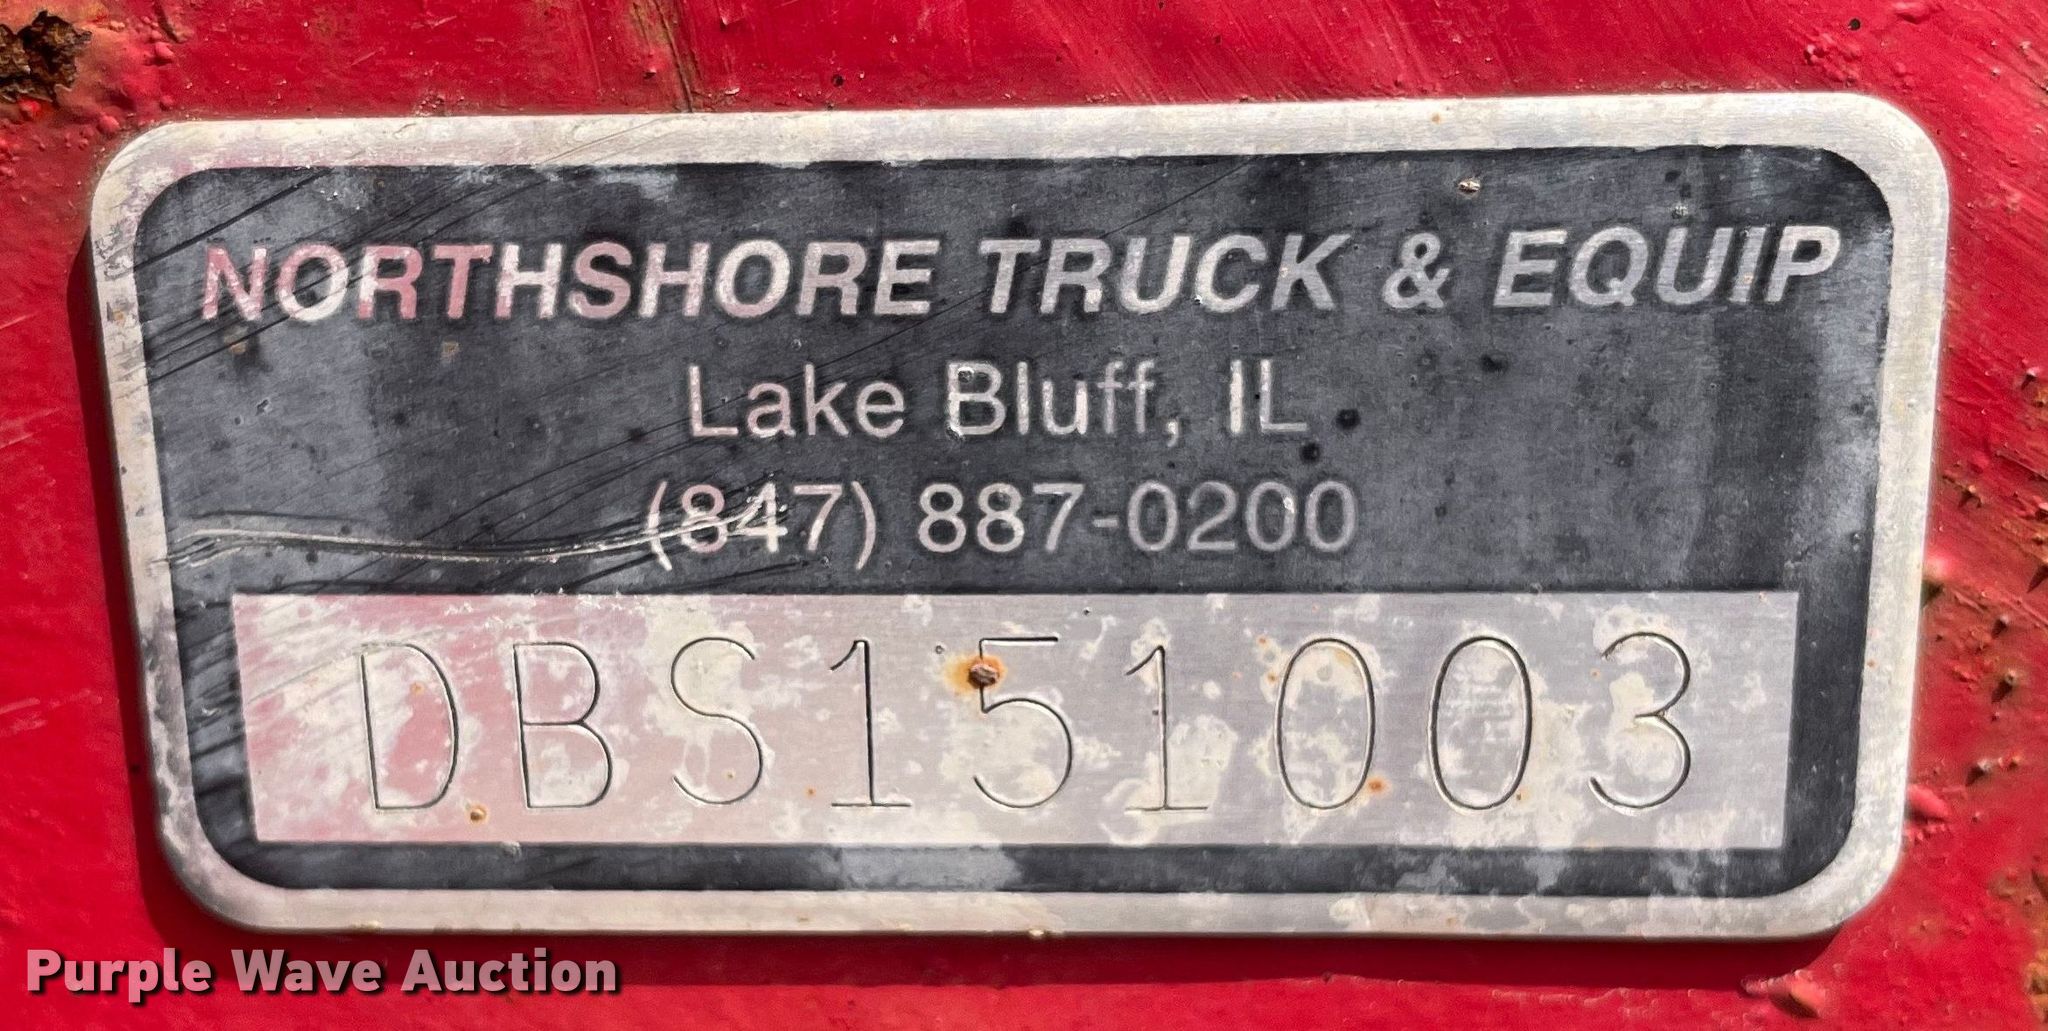 NORTHSHORE TRUCK & EQUIP
Lake Bluff, IL
(847) 887-0200
DBS151003
Purple Wave Auction